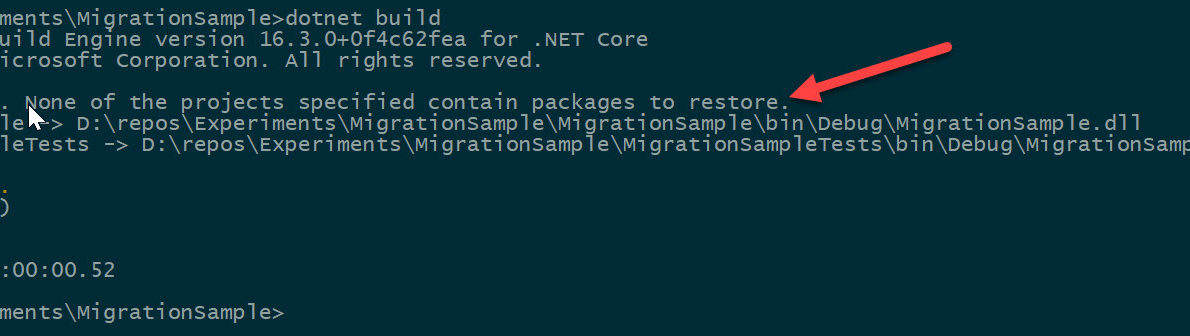 ments\MigrationSample>dotnet build
uild Engine version 16.3.0+0f4c62fea for .NET Core
icrosoft Corporation. All rights reserved.
. None of the projects specified contain packages to restore.
le -> D:\repos\Experiments\MigrationSample\MigrationSample\bin\Debug\MigrationSample.dll
leTests -> D:\repos\Experiments\MigrationSample\MigrationSampleTests\bin\Debug\MigrationSamp
.
)
:00:00.52
ments\MigrationSample>